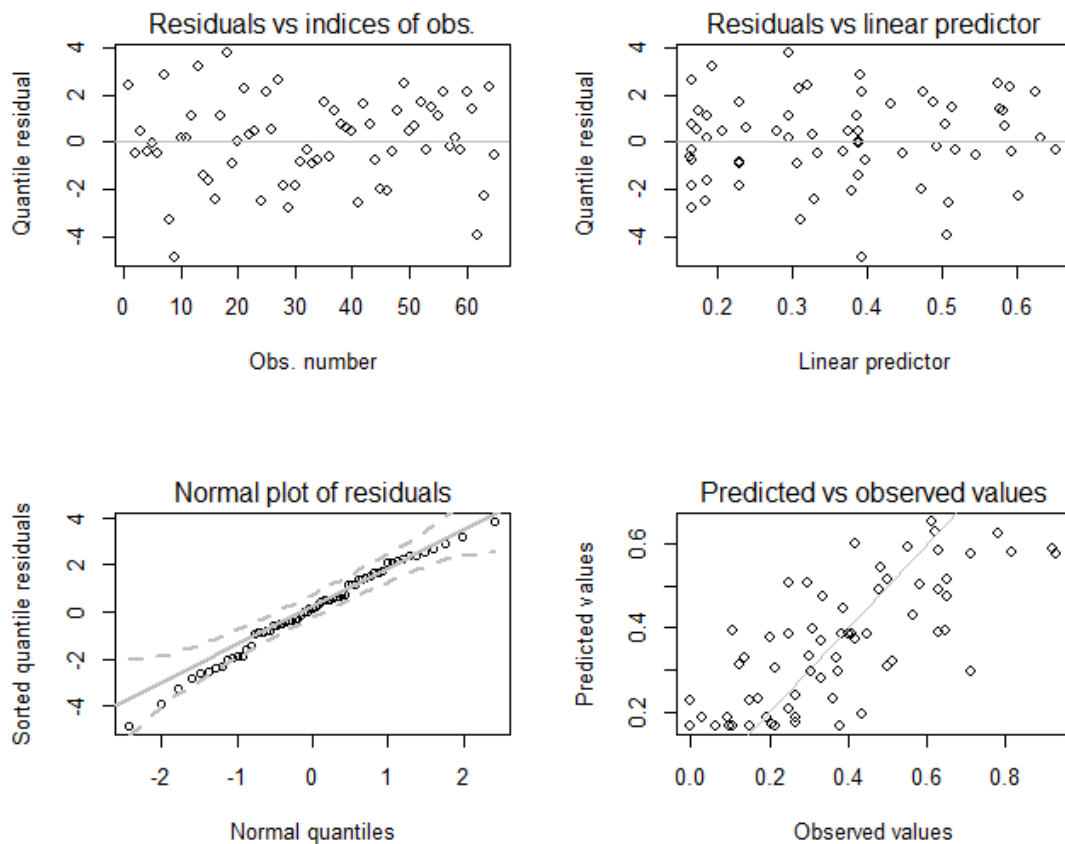 Residuals vs indices of obs.
Quantile residual
4
2
0
-2
-4
0 10 20 30 40 50 60
Obs. number
Residuals vs linear predictor
Quantile residual
4
2
0
-2
-4
0.2 0.3 0.4 0.5 0.6
Linear predictor
Normal plot of residuals
Sorted quantile residuals
4
2
0
-2
-4
-2 -1 0 1 2
Normal quantiles
Predicted vs observed values
Predicted values
0.6
0.4
0.2
0.0 0.2 0.4 0.6 0.8
Observed values